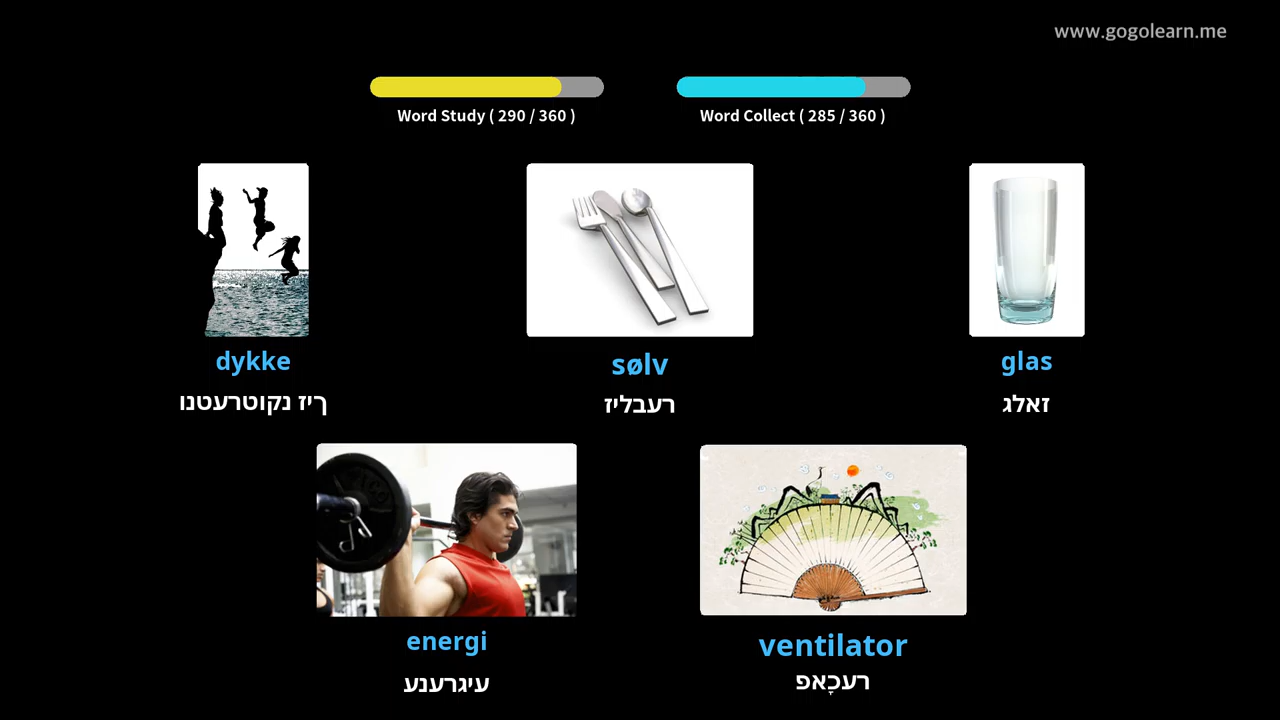 www.gogolearn.me
Word Study ( 290 / 360 )
Word Collect ( 285 / 360 )
dykke
ךיז נקוטרעטנו
sølv
רעבליז
glas
זאלג
energi
עיגרענע
ventilator
רעכָאפ